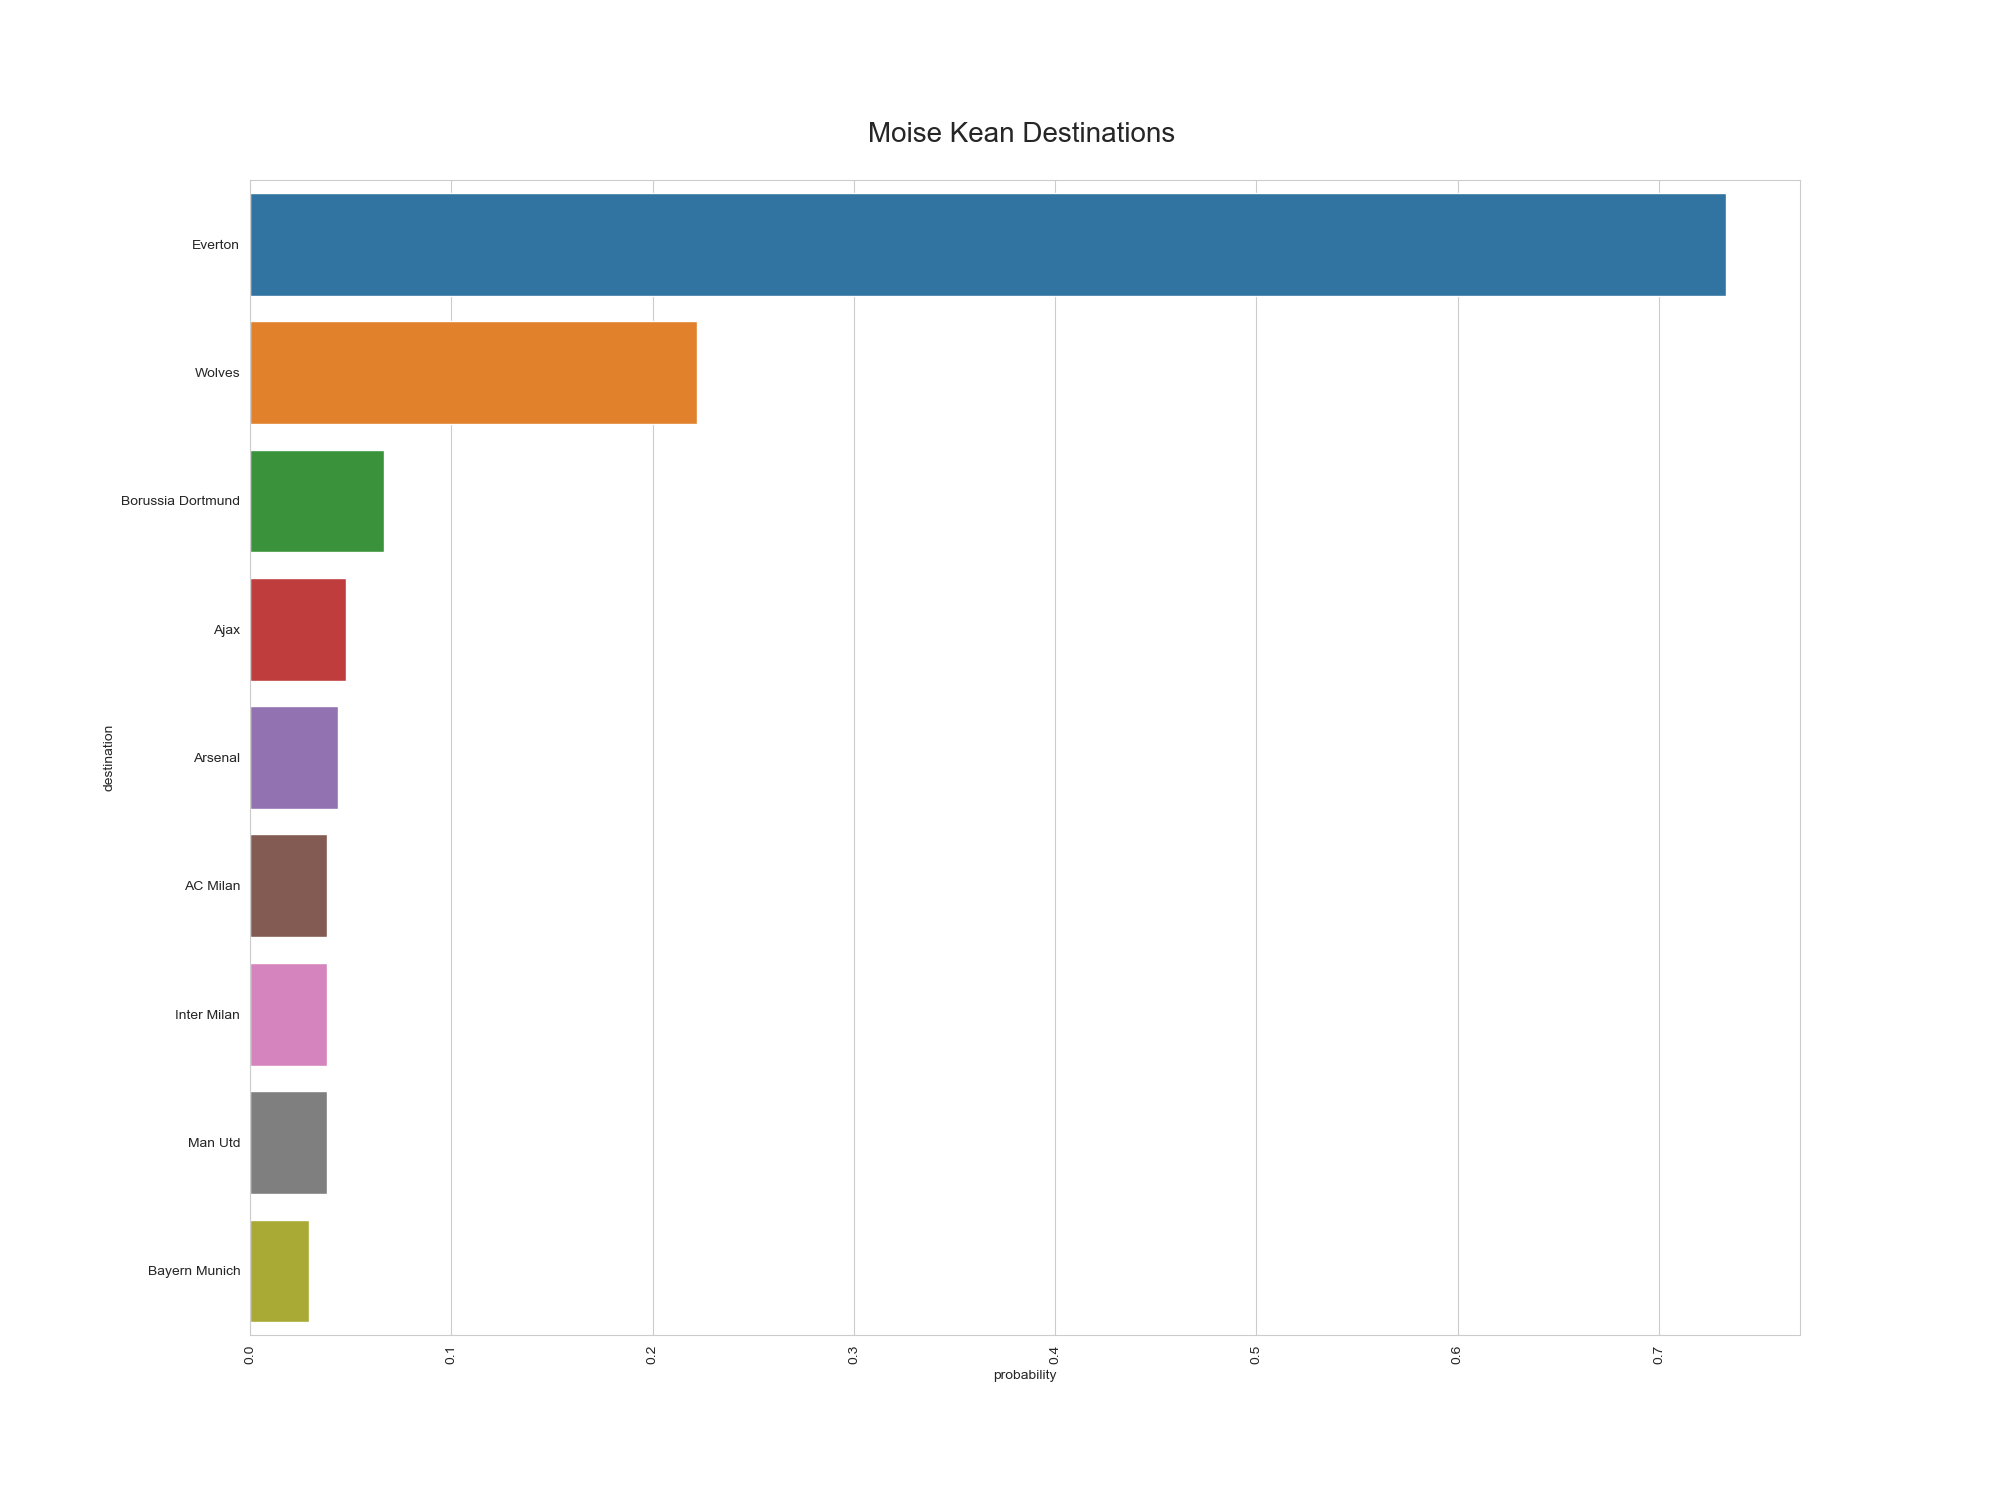 Moise Kean Destinations
Everton
Wolves
Borussia Dortmund
Ajax
Arsenal
AC Milan
Inter Milan
Man Utd
Bayern Munich
destination
0.0
0.1
0.2
0.3
0.4
0.5
0.6
0.7
probability